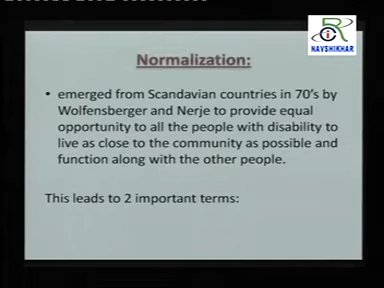 NAVSHIKHAR
Normalization:
• emerged from Scandavian countries in 70's by
Wolfensberger and Nerje to provide equal
opportunity to all the people with disability to
live as close to the community as possible and
function along with the other people.
This leads to 2 important terms: